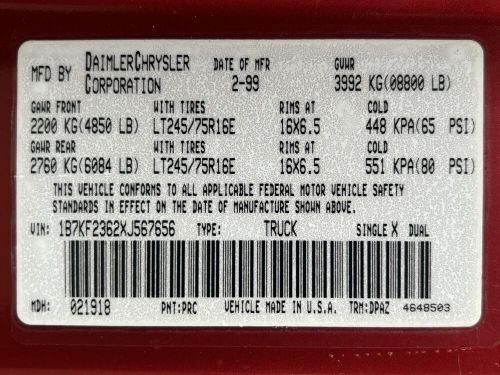 MFD BY DAIMLERCHRYSLER CORPORATION DATE OF MFR 2-99 GVWR 3992 KG(08800 LB)
GAWR FRONT WITH TIRES RIMS AT COLD
2200 KG(4850 LB) LT245/75R16E 16X6.5 448 KPA(65 PSI)
GAWR REAR WITH TIRES RIMS AT COLD
2760 KG(6084 LB) LT245/75R16E 16X6.5 551 KPA(80 PSI)
THIS VEHICLE CONFORMS TO ALL APPLICABLE FEDERAL MOTOR VEHICLE SAFETY
STANDARDS IN EFFECT ON THE DATE OF MANUFACTURE SHOWN ABOVE.
VIN: 1B7KF2362XJ567656 TYPE: TRUCK SINGLE X DUAL
MDH: 021918 PNT:PRC VEHICLE MADE IN U.S.A. TRM:DPAZ 4648503